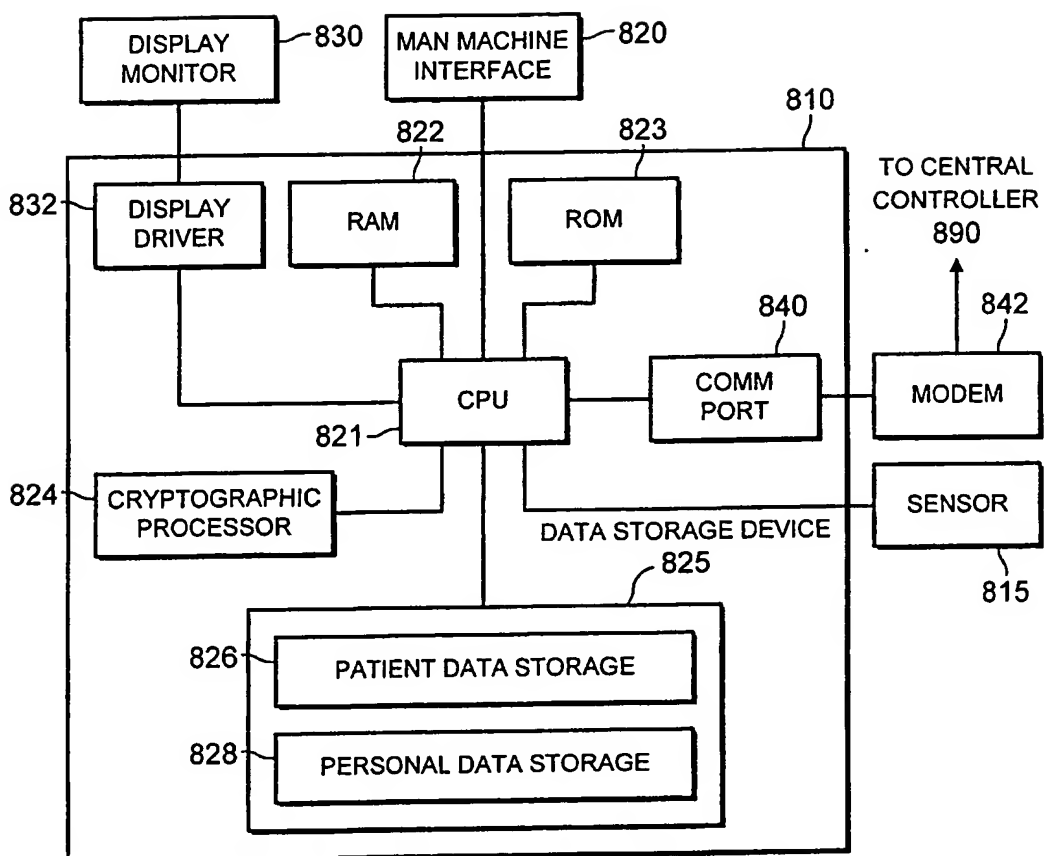 DISPLAY
MONITOR
830
MAN MACHINE
INTERFACE
820
810
822
823
832
DISPLAY
DRIVER
RAM
ROM
TO CENTRAL
CONTROLLER
890
840
842
CPU
821
COMM
PORT
MODEM
824
CRYPTOGRAPHIC
PROCESSOR
DATA STORAGE DEVICE
825
SENSOR
815
826
PATIENT DATA STORAGE
828
PERSONAL DATA STORAGE